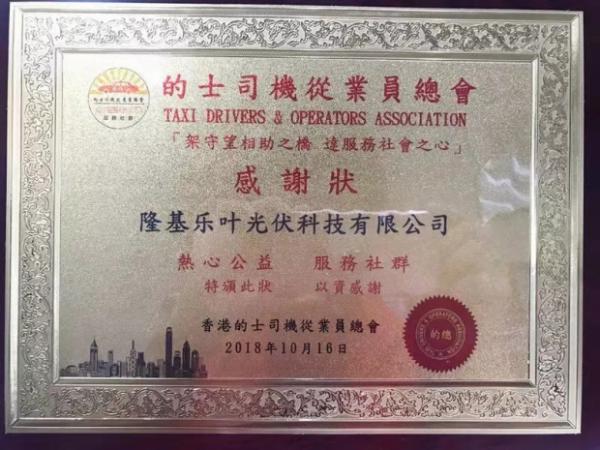 的士司機從業員總會
TAXI DRIVERS & OPERATORS ASSOCIATION
「架守望相助之橋 達服務社會之心」
感謝狀
隆基乐叶光伏科技有限公司
熱心公益 服務社群
特頒此狀 以資感謝
香港的士司機從業員總會
2018年10月16日
的總